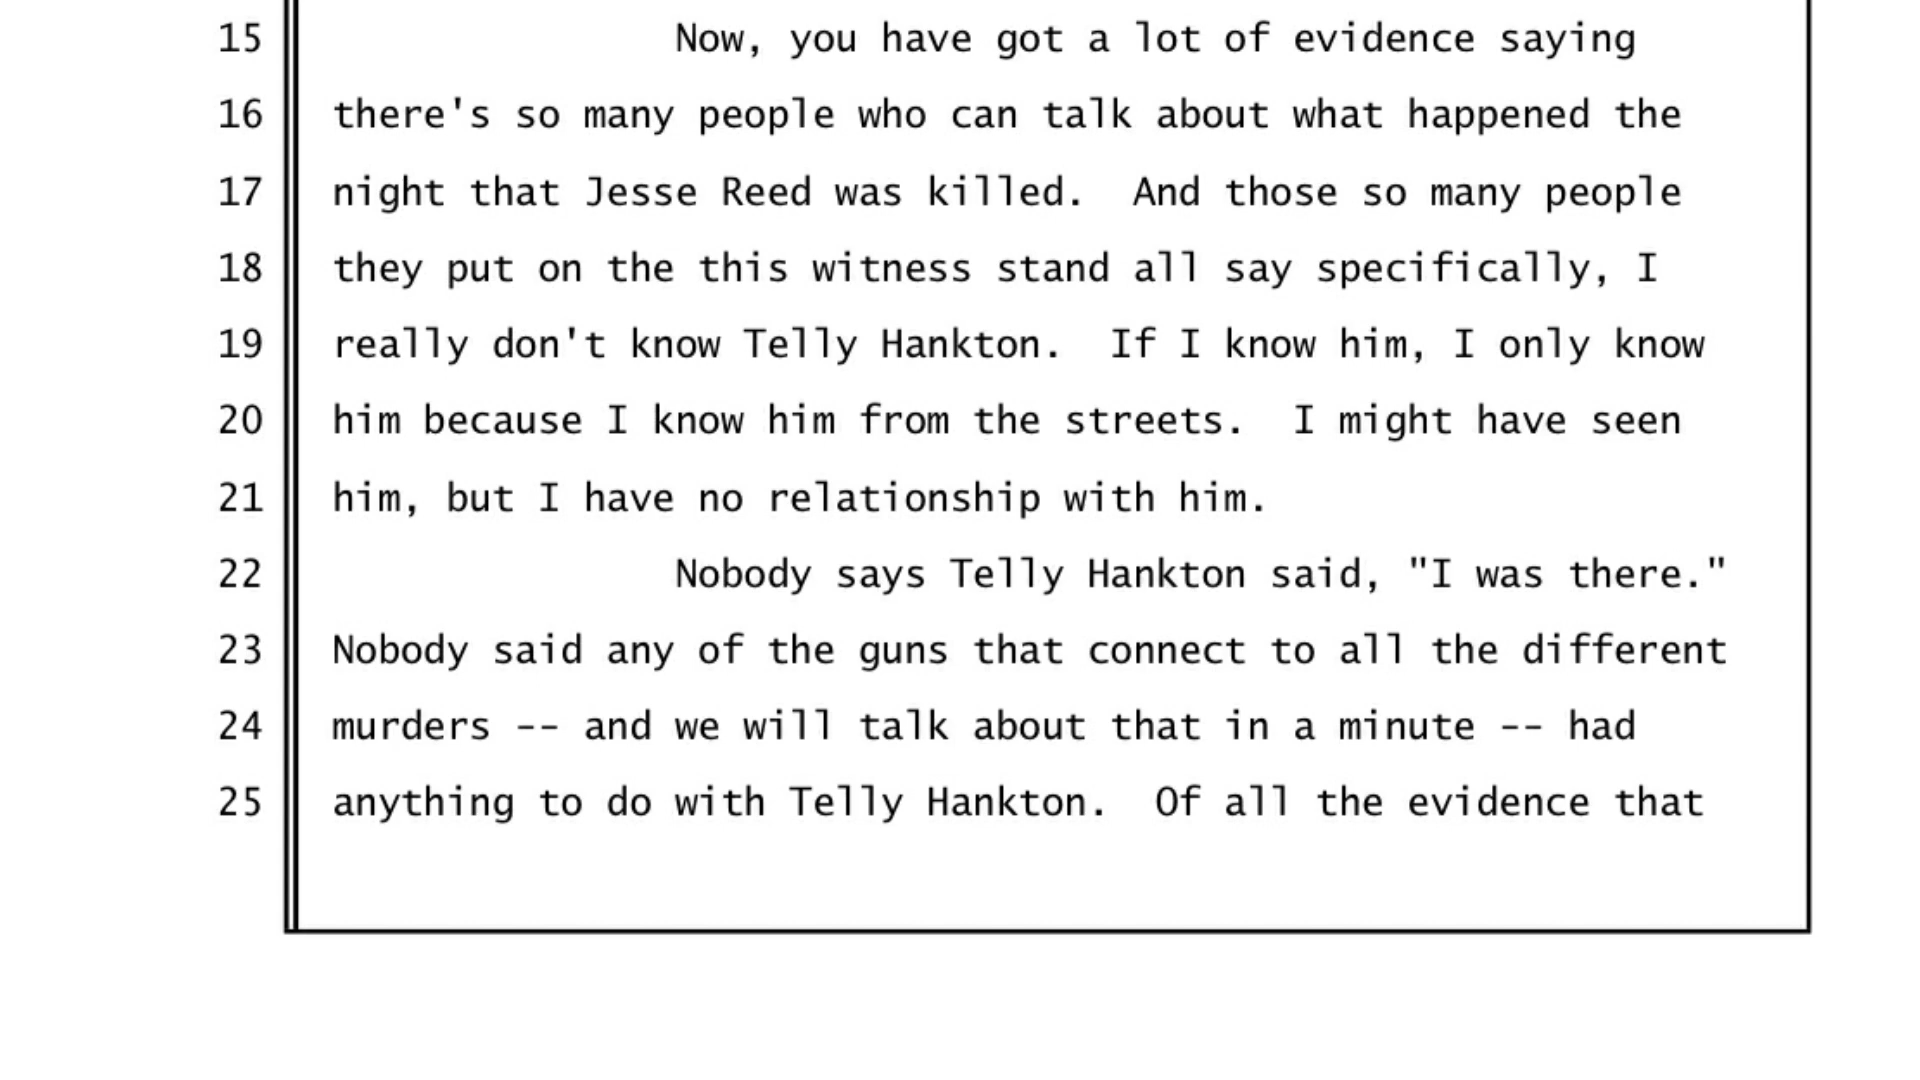 15 Now, you have got a lot of evidence saying
16 there's so many people who can talk about what happened the
17 night that Jesse Reed was killed.  And those so many people
18 they put on the this witness stand all say specifically, I
19 really don't know Telly Hankton.  If I know him, I only know
20 him because I know him from the streets.  I might have seen
21 him, but I have no relationship with him.
22 Nobody says Telly Hankton said, "I was there."
23 Nobody said any of the guns that connect to all the different
24 murders -- and we will talk about that in a minute -- had
25 anything to do with Telly Hankton.  Of all the evidence that